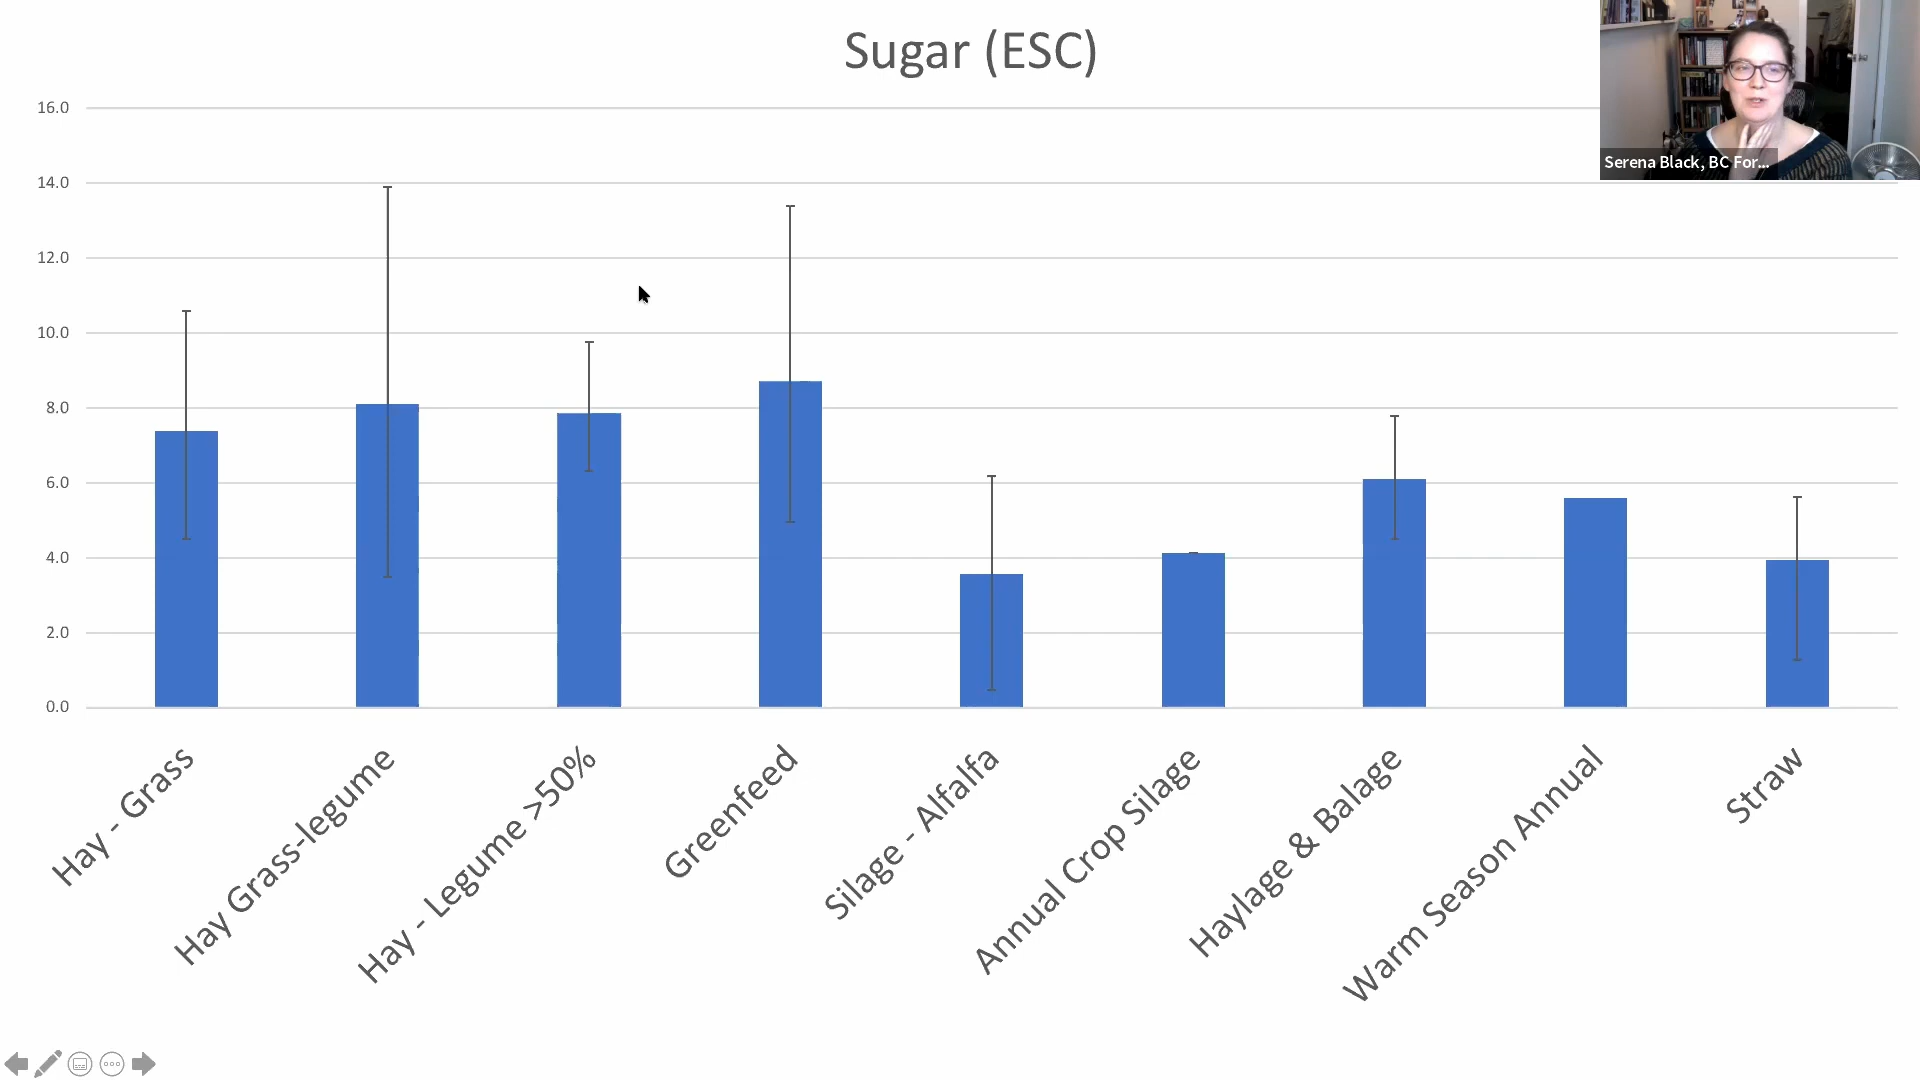 Sugar (ESC)
Serena Black, BC For...
16.0
14.0
12.0
10.0
8.0
6.0
4.0
2.0
0.0
Hay - Grass
Hay Grass-legume
Hay - Legume >50%
Greenfeed
Silage - Alfalfa
Annual Crop Silage
Haylage & Balage
Warm Season Annual
Straw